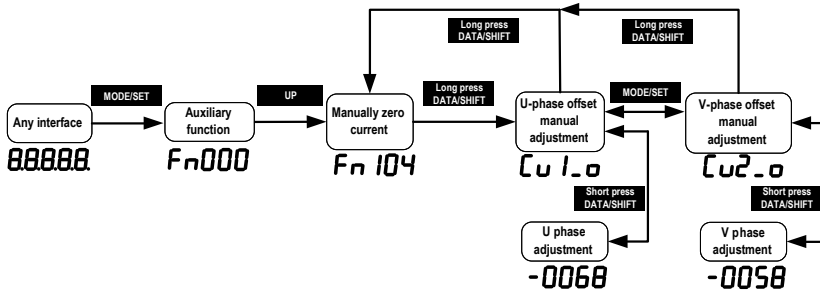 Long press
DATA/SHIFT
Long press
DATA/SHIFT
MODE/SET
UP
Long press
DATA/SHIFT
MODE/SET
Any interface
Auxiliary
function
Manually zero
current
U-phase offset
manual
adjustment
V-phase offset
manual
adjustment
8.8.8.8.8.
Fn000
Fn104
Cu1_o
Cu2_o
Short press
DATA/SHIFT
Short press
DATA/SHIFT
U phase
adjustment
V phase
adjustment
-0068
-0058